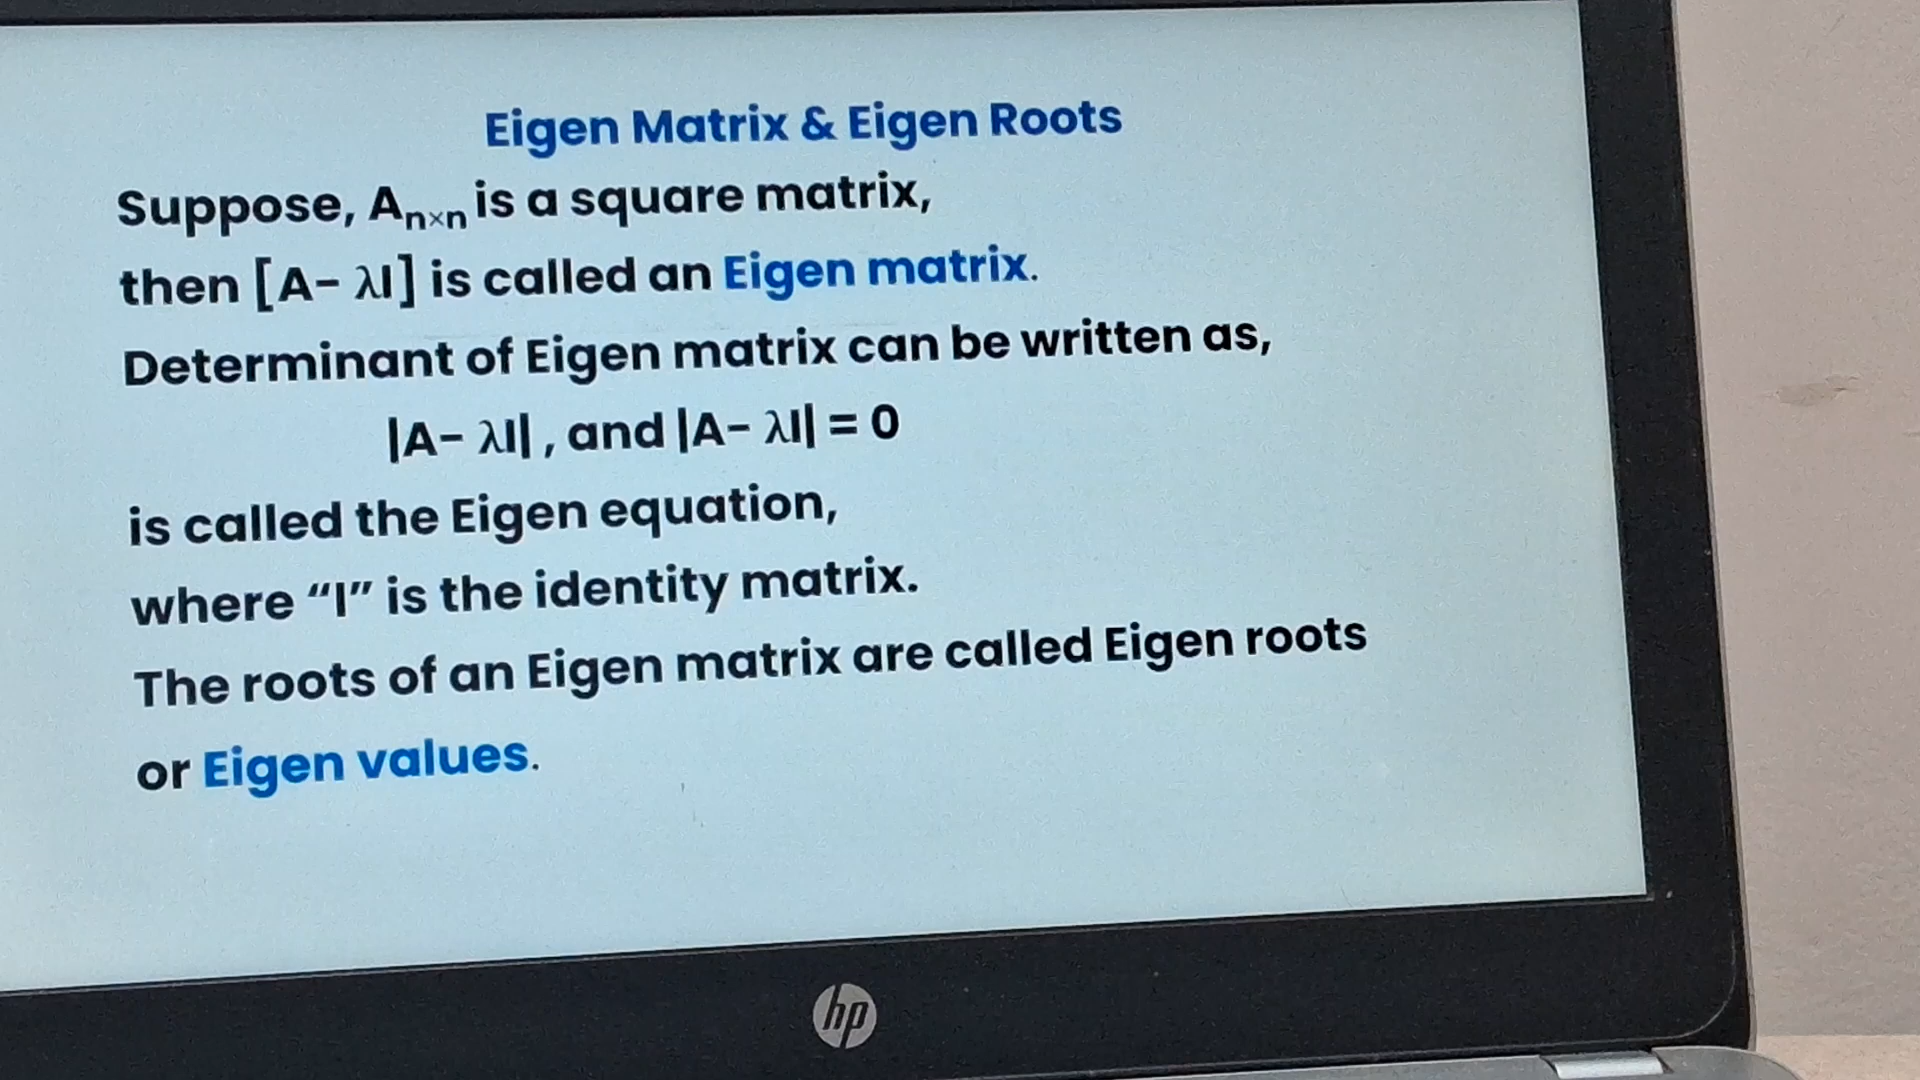 Eigen Matrix & Eigen Roots
Suppose, Aₙₓₙ is a square matrix,
then [A- λI] is called an Eigen matrix.
Determinant of Eigen matrix can be written as,
|A- λI| , and |A- λI| = 0
is called the Eigen equation,
where “I” is the identity matrix.
The roots of an Eigen matrix are called Eigen roots
or Eigen values.
hp